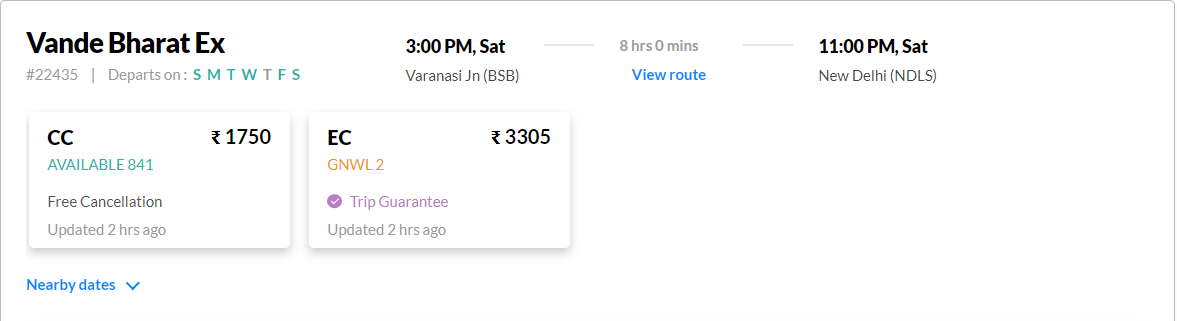 Vande Bharat Ex
#22435 | Departs on : S M T W T F S
3:00 PM, Sat
Varanasi Jn (BSB)
8 hrs 0 mins
View route
11:00 PM, Sat
New Delhi (NDLS)
CC ₹ 1750
AVAILABLE 841
Free Cancellation
Updated 2 hrs ago
EC ₹ 3305
GNWL 2
Trip Guarantee
Updated 2 hrs ago
Nearby dates